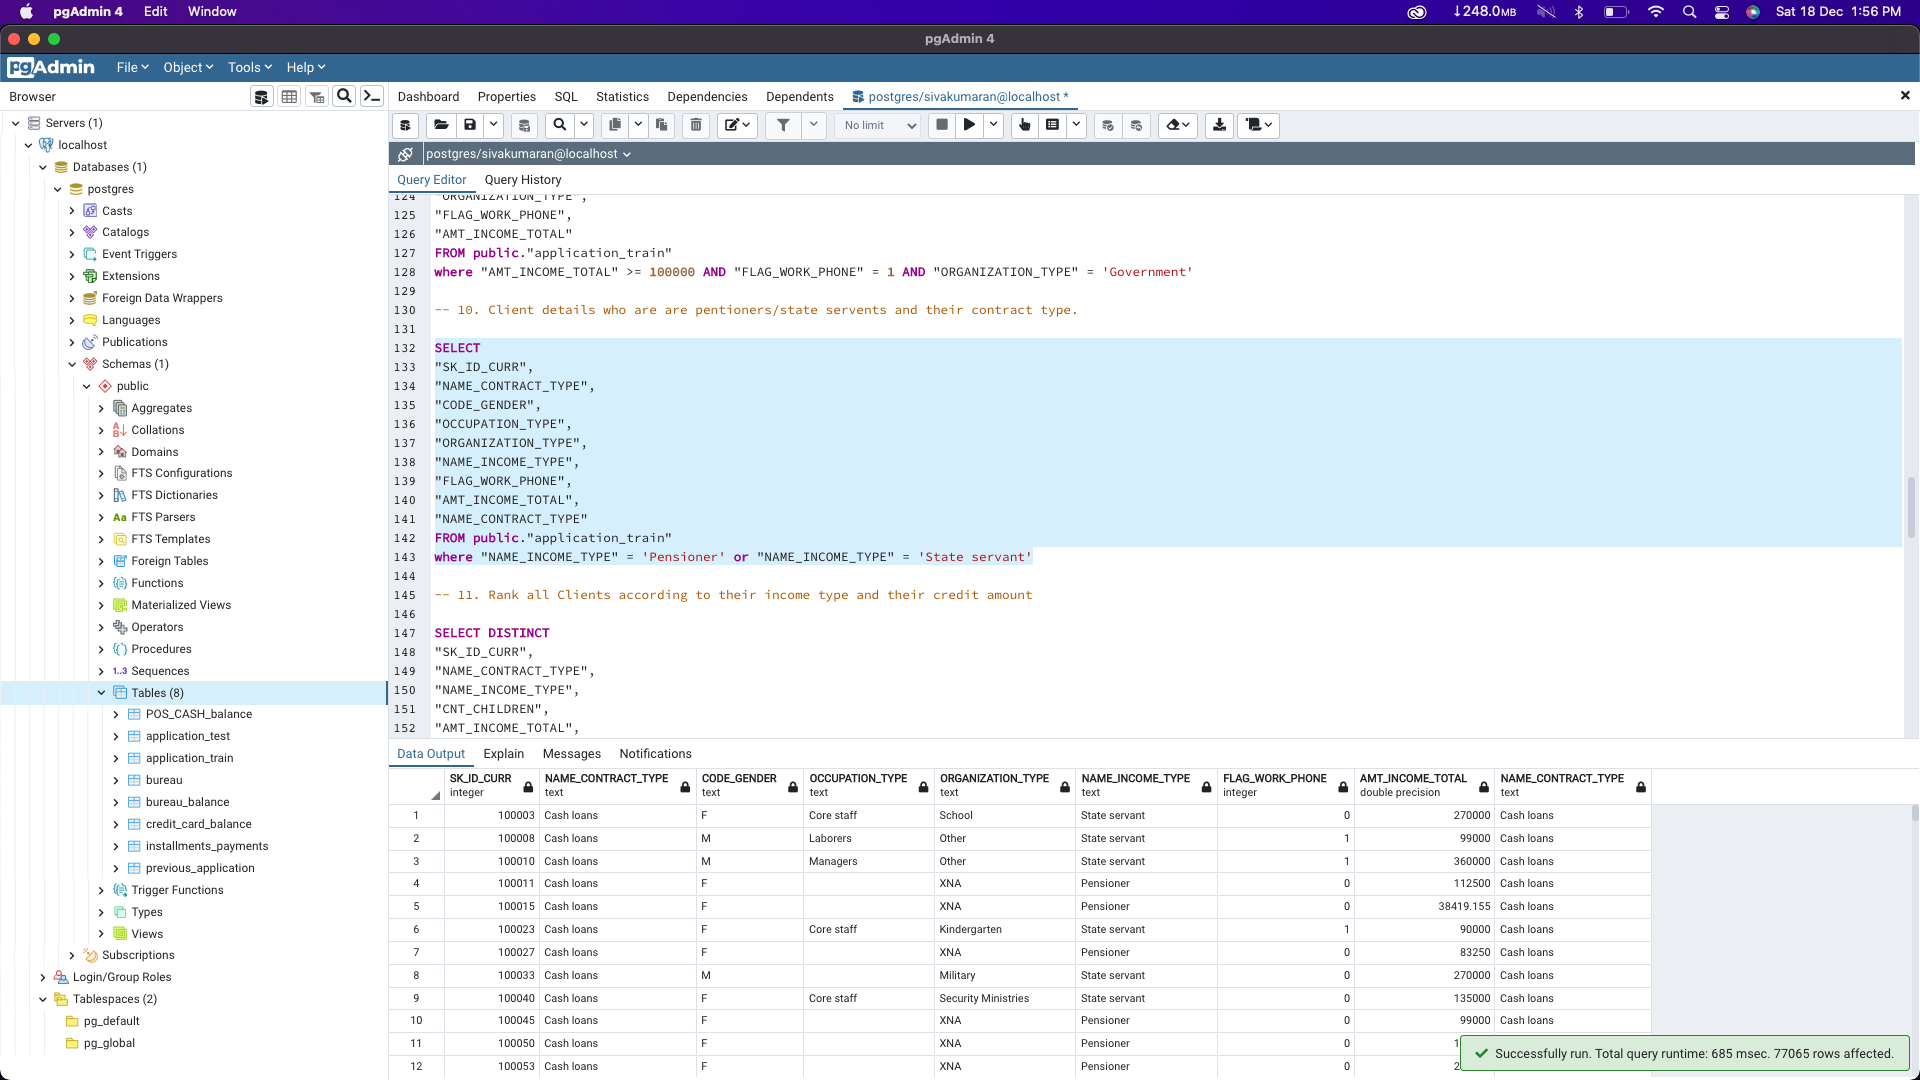 pgAdmin 4 Edit Window
↓248.0MB Sat 18 Dec 1:56 PM
pgAdmin 4
pgAdmin File Object Tools Help
Browser
Servers (1)
localhost
Databases (1)
postgres
Casts
Catalogs
Event Triggers
Extensions
Foreign Data Wrappers
Languages
Publications
Schemas (1)
public
Aggregates
Collations
Domains
FTS Configurations
FTS Dictionaries
Aa FTS Parsers
FTS Templates
Foreign Tables
Functions
Materialized Views
Operators
Procedures
1..3 Sequences
Tables (8)
POS_CASH_balance
application_test
application_train
bureau
bureau_balance
credit_card_balance
installments_payments
previous_application
Trigger Functions
Types
Views
Subscriptions
Login/Group Roles
Tablespaces (2)
pg_default
pg_global
Dashboard Properties SQL Statistics Dependencies Dependents postgres/sivakumaran@localhost *
No limit
postgres/sivakumaran@localhost
Query Editor Query History
124 "ORGANIZATION_TYPE",
125 "FLAG_WORK_PHONE",
126 "AMT_INCOME_TOTAL"
127 FROM public."application_train"
128 where "AMT_INCOME_TOTAL" >= 100000 AND "FLAG_WORK_PHONE" = 1 AND "ORGANIZATION_TYPE" = 'Government'
129
130 -- 10. Client details who are are pentioners/state servents and their contract type.
131
132 SELECT
133 "SK_ID_CURR",
134 "NAME_CONTRACT_TYPE",
135 "CODE_GENDER",
136 "OCCUPATION_TYPE",
137 "ORGANIZATION_TYPE",
138 "NAME_INCOME_TYPE",
139 "FLAG_WORK_PHONE",
140 "AMT_INCOME_TOTAL",
141 "NAME_CONTRACT_TYPE"
142 FROM public."application_train"
143 where "NAME_INCOME_TYPE" = 'Pensioner' or "NAME_INCOME_TYPE" = 'State servant'
144
145 -- 11. Rank all Clients according to their income type and their credit amount
146
147 SELECT DISTINCT
148 "SK_ID_CURR",
149 "NAME_CONTRACT_TYPE",
150 "NAME_INCOME_TYPE",
151 "CNT_CHILDREN",
152 "AMT_INCOME_TOTAL",
Data Output Explain Messages Notifications
SK_ID_CURR NAME_CONTRACT_TYPE CODE_GENDER OCCUPATION_TYPE ORGANIZATION_TYPE NAME_INCOME_TYPE FLAG_WORK_PHONE AMT_INCOME_TOTAL NAME_CONTRACT_TYPE
integer text text text text text integer double precision text
1 100003 Cash loans F Core staff School State servant 0 270000 Cash loans
2 100008 Cash loans M Laborers Other State servant 1 99000 Cash loans
3 100010 Cash loans M Managers Other State servant 1 360000 Cash loans
4 100011 Cash loans F XNA Pensioner 0 112500 Cash loans
5 100015 Cash loans F XNA Pensioner 0 38419.155 Cash loans
6 100023 Cash loans F Core staff Kindergarten State servant 1 90000 Cash loans
7 100027 Cash loans F XNA Pensioner 0 83250 Cash loans
8 100033 Cash loans M Military State servant 0 270000 Cash loans
9 100040 Cash loans F Core staff Security Ministries State servant 0 135000 Cash loans
10 100045 Cash loans F XNA Pensioner 0 99000 Cash loans
11 100050 Cash loans F XNA Pensioner 0
12 100053 Cash loans F XNA Pensioner 0
Successfully run. Total query runtime: 685 msec. 77065 rows affected.